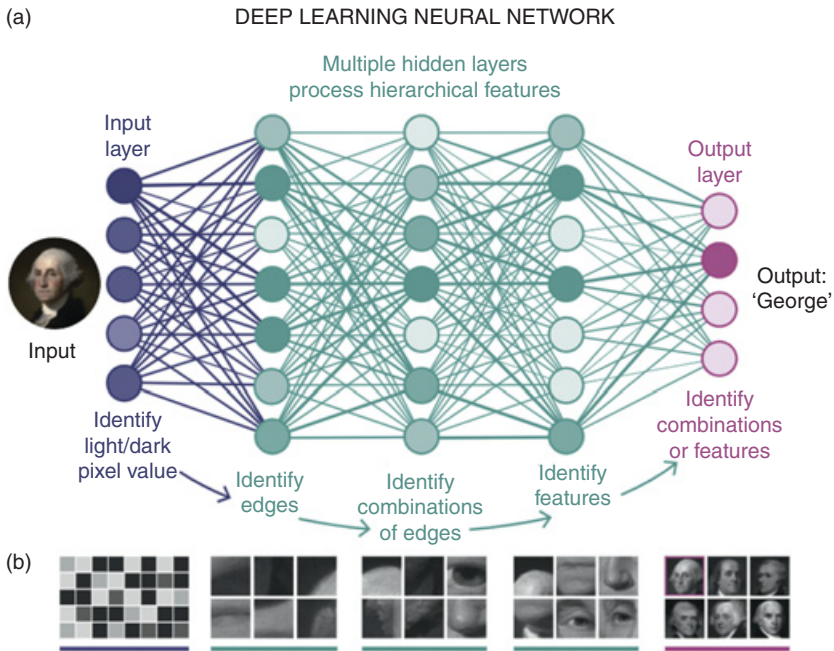 (a)
DEEP LEARNING NEURAL NETWORK
Multiple hidden layers
process hierarchical features
Input
layer
Output
layer
Input
Output:
‘George’
Identify
light/dark
pixel value
Identify
edges
Identify
combinations
of edges
Identify
features
Identify
combinations
or features
(b)